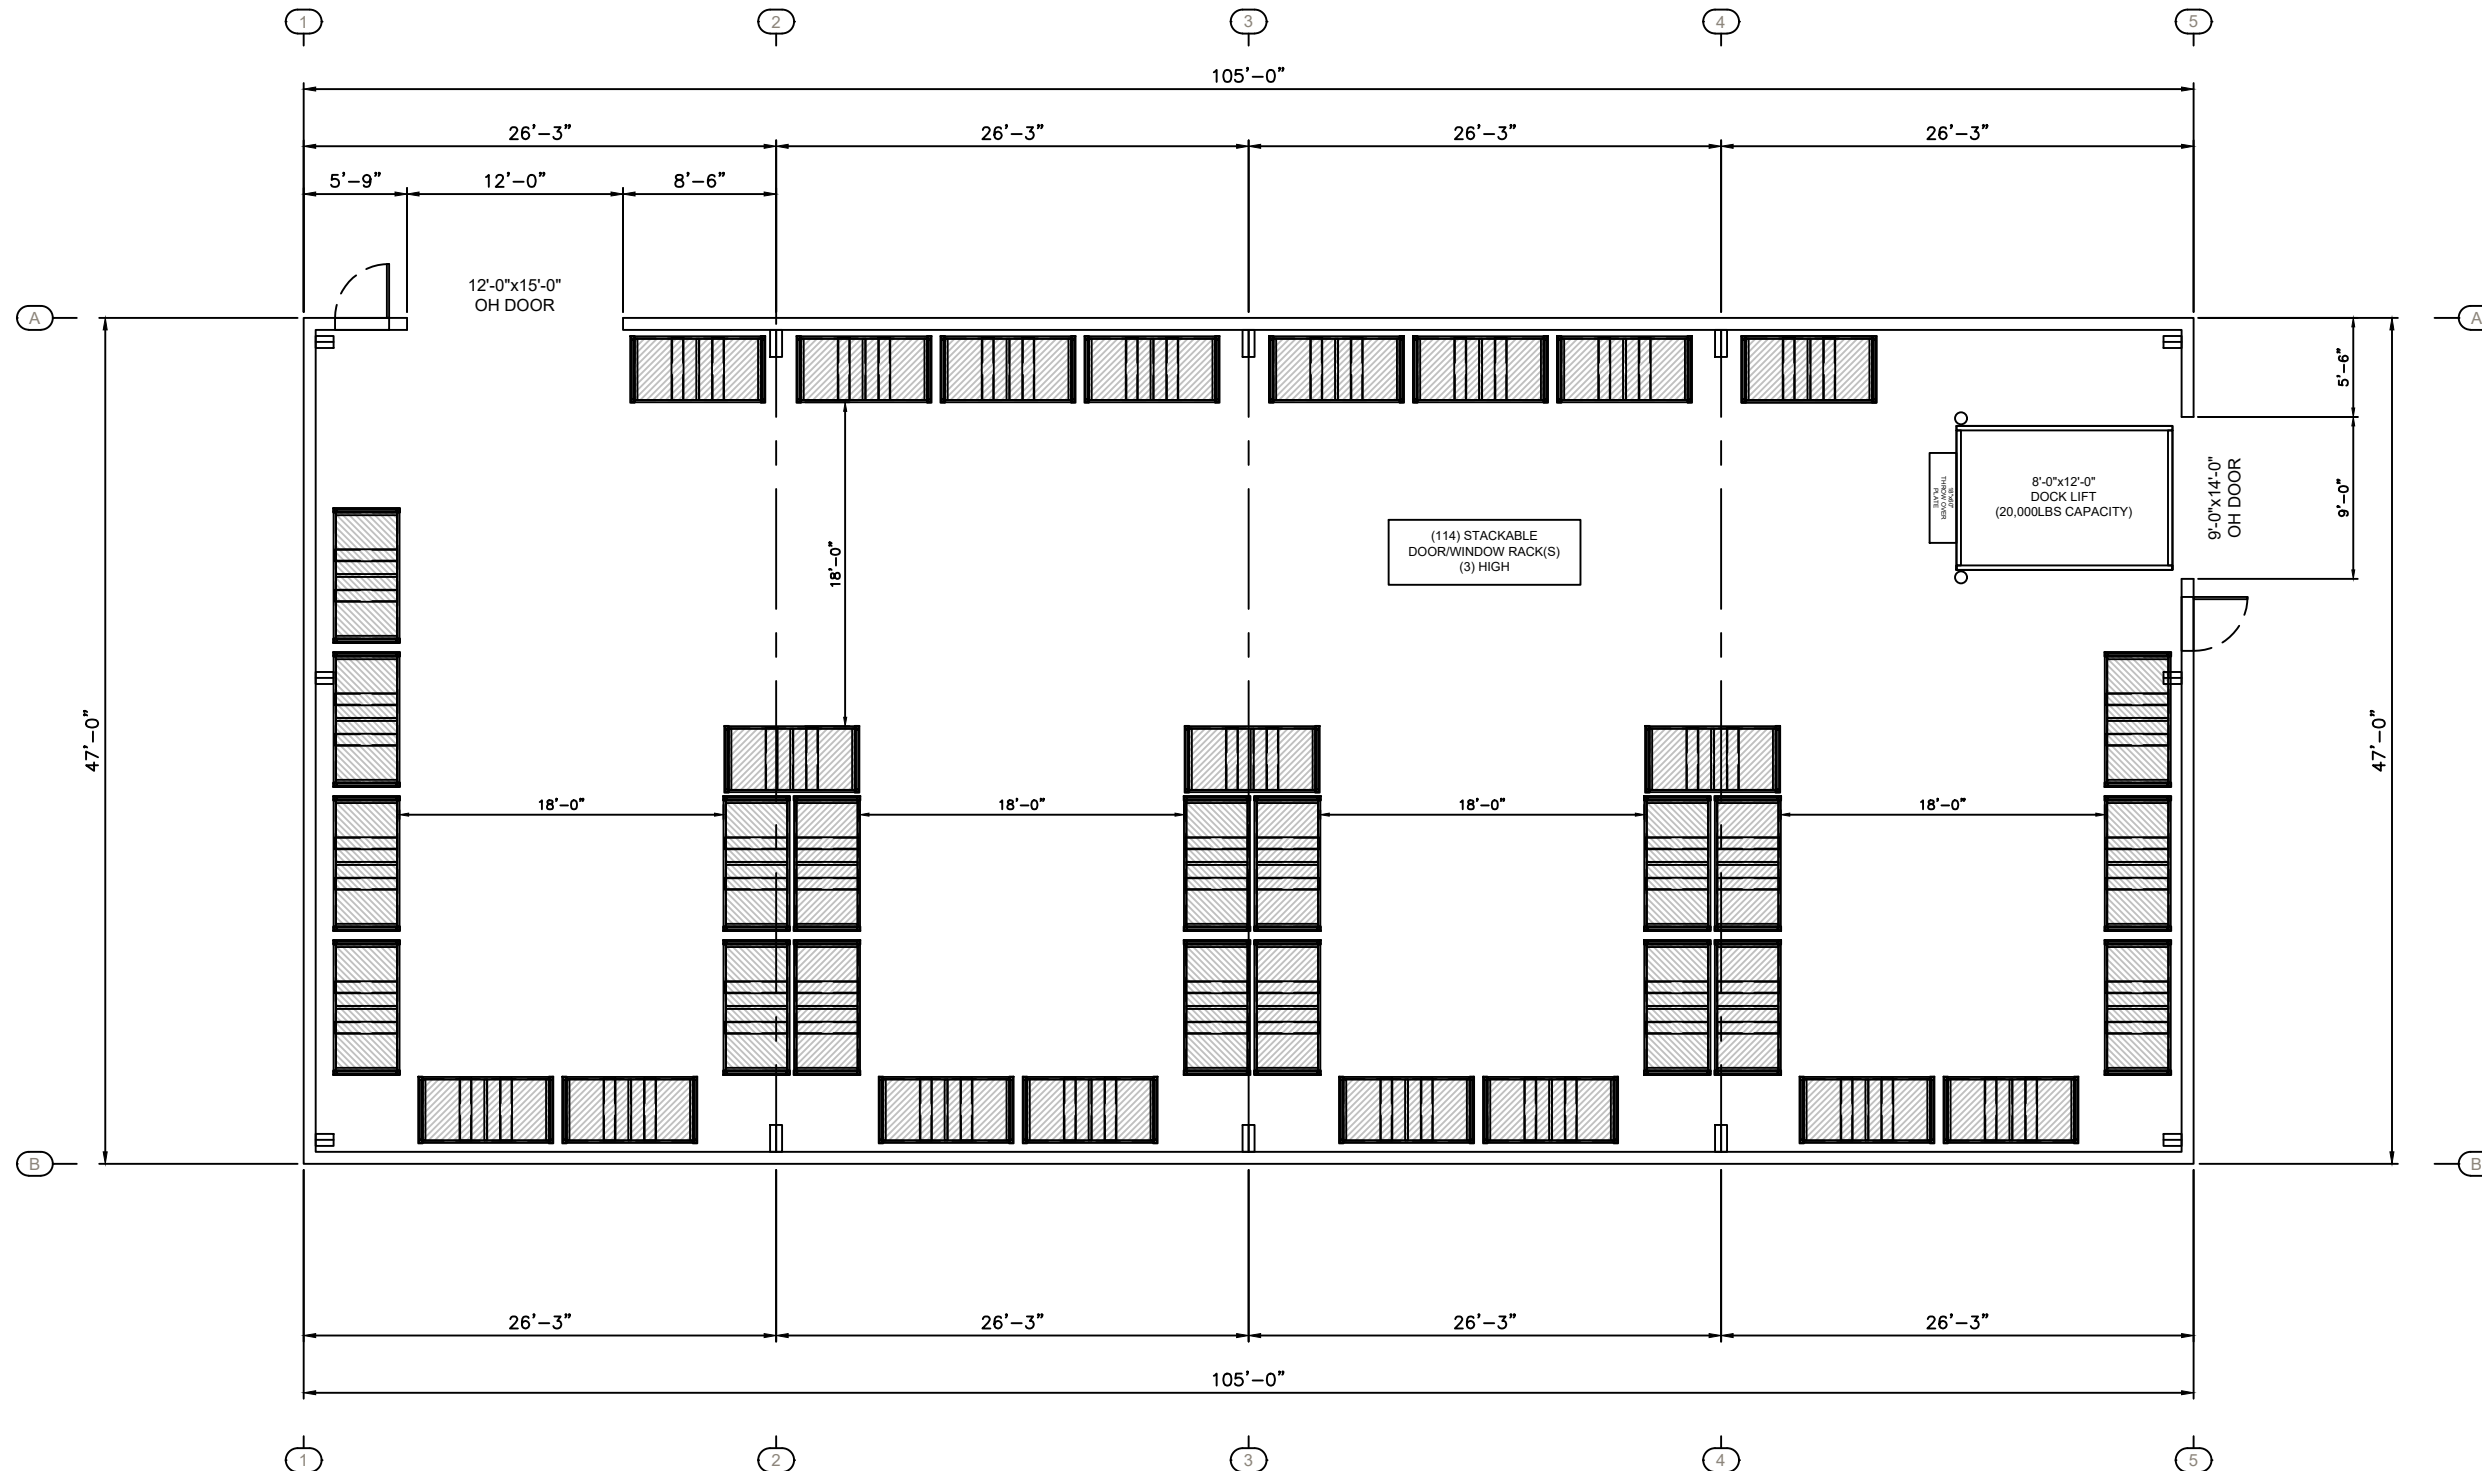 1 2 3 4 5
105'-0"
26'-3" 26'-3" 26'-3" 26'-3"
5'-9" 12'-0" 8'-6"
12'-0"x15'-0"
OH DOOR
A A
5'-6"
9'-0"
9'-0"x14'-0"
OH DOOR
8'-0"x12'-0"
DOCK LIFT
(20,000LBS CAPACITY)
THROW OVER
PLATE
(114) STACKABLE
DOOR/WINDOW RACK(S)
(3) HIGH
18'-0"
47'-0" 47'-0"
18'-0" 18'-0" 18'-0" 18'-0"
B B
26'-3" 26'-3" 26'-3" 26'-3"
105'-0"
1 2 3 4 5